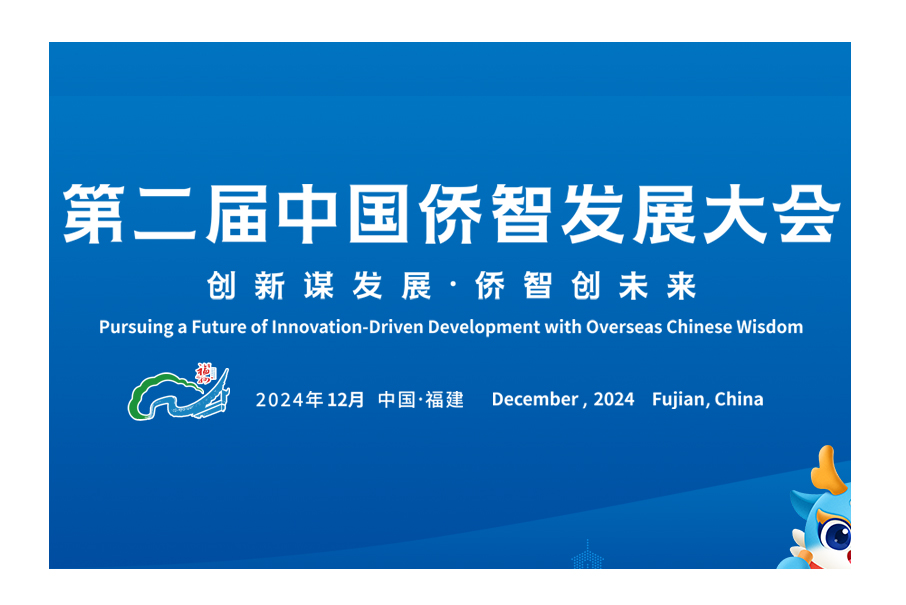 第二届中国侨智发展大会
创新谋发展·侨智创未来
Pursuing a Future of Innovation-Driven Development with Overseas Chinese Wisdom
2024年12月 中国·福建 December , 2024 Fujian, China